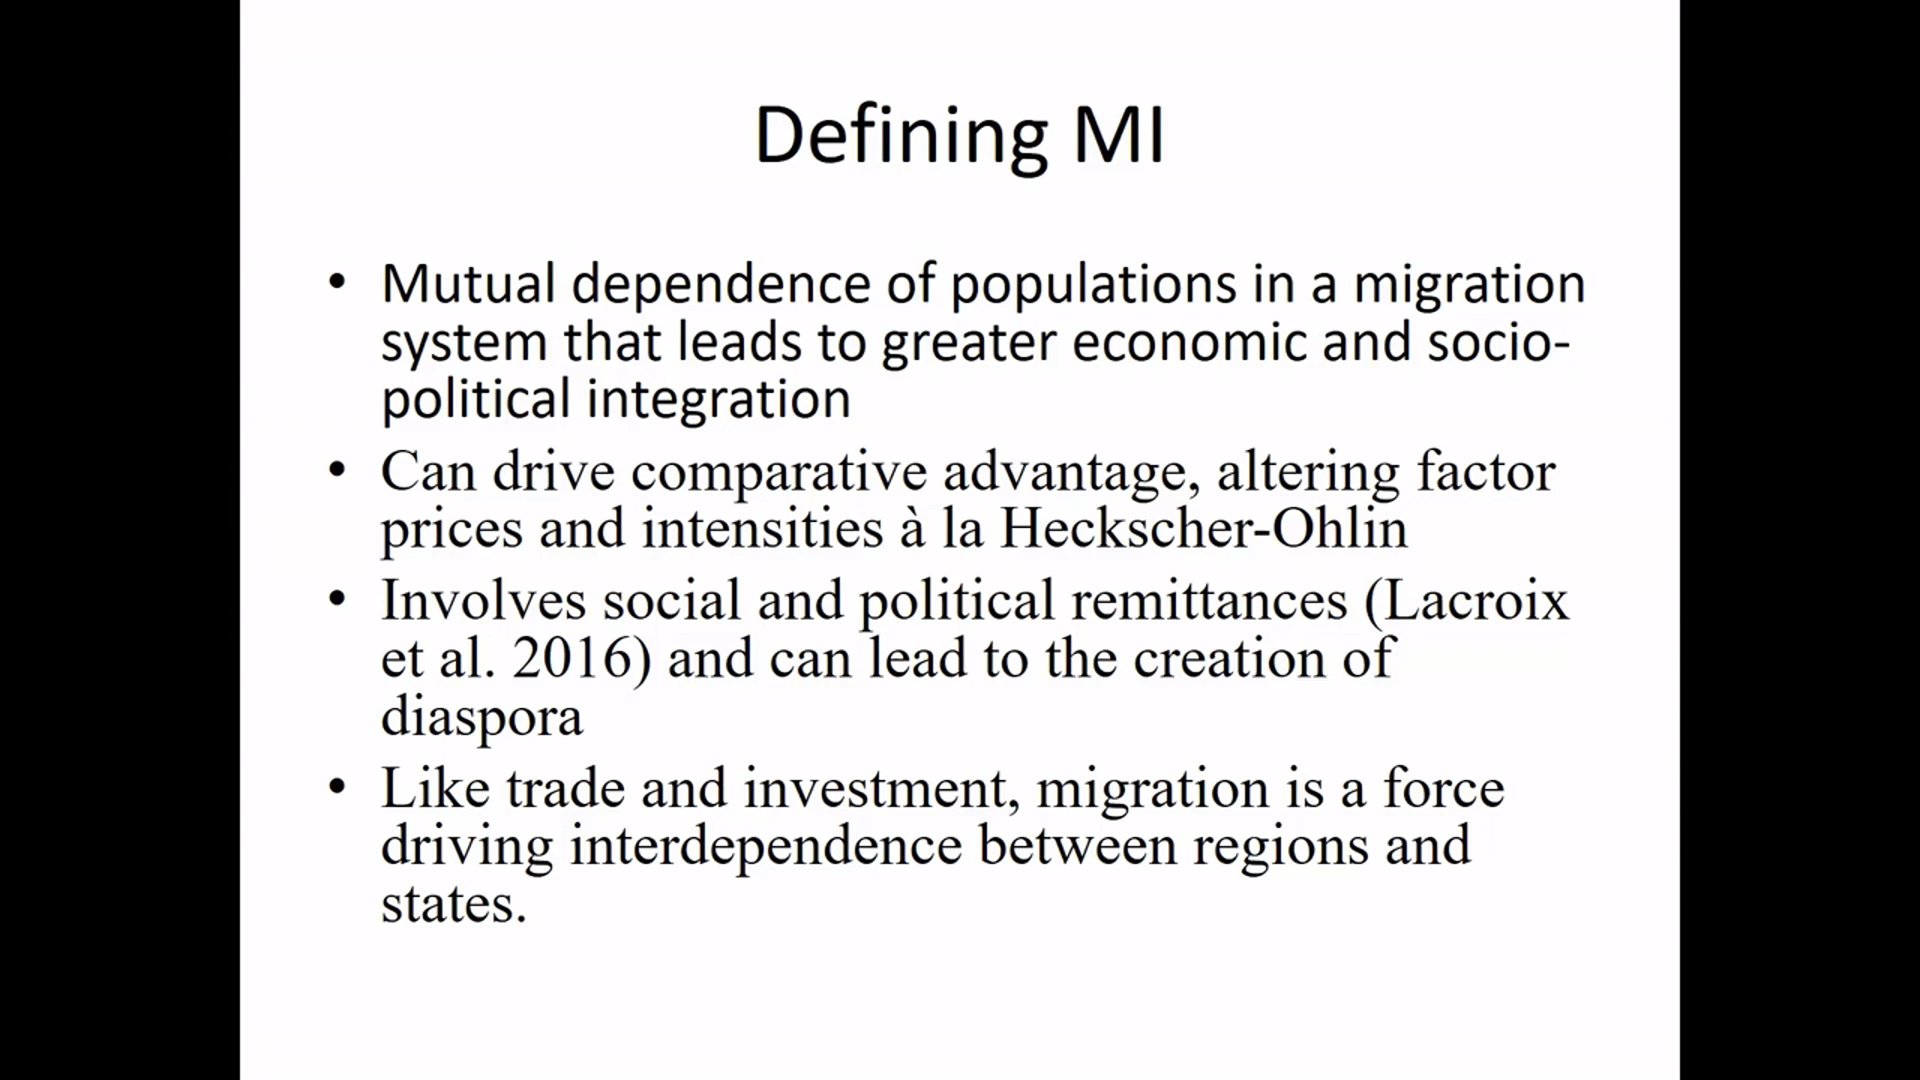 Defining MI
• Mutual dependence of populations in a migration
system that leads to greater economic and socio-
political integration
• Can drive comparative advantage, altering factor
prices and intensities à la Heckscher-Ohlin
• Involves social and political remittances (Lacroix
et al. 2016) and can lead to the creation of
diaspora
• Like trade and investment, migration is a force
driving interdependence between regions and
states.